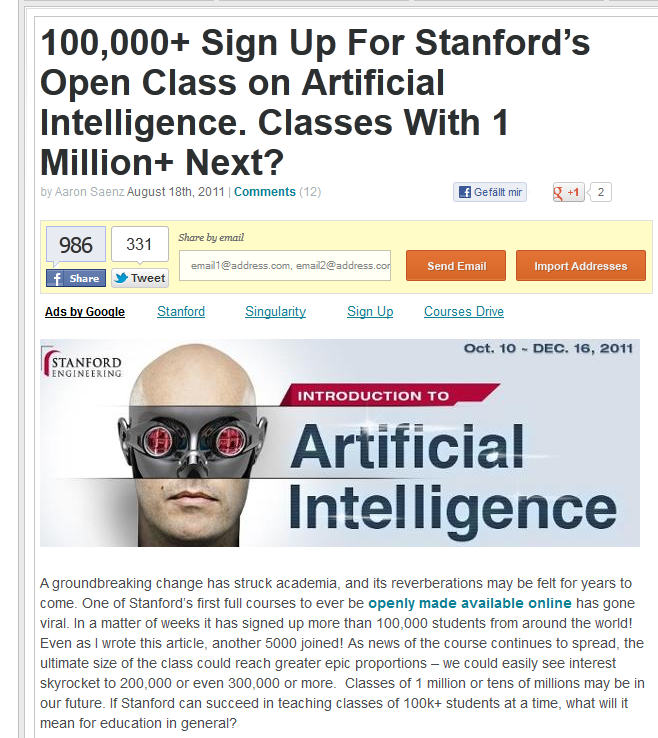 100,000+ Sign Up For Stanford’s
Open Class on Artificial
Intelligence. Classes With 1
Million+ Next?
by Aaron Saenz August 18th, 2011 | Comments (12)
Gefällt mir
+1
2
986
331
Share by email
email1@address.com, email2@address.cor
Send Email
Import Addresses
Share
Tweet
Ads by Google
Stanford
Singularity
Sign Up
Courses Drive
STANFORD
ENGINEERING
Oct. 10 ~ DEC. 16, 2011
INTRODUCTION TO
Artificial
Intelligence
A groundbreaking change has struck academia, and its reverberations may be felt for years to
come. One of Stanford’s first full courses to ever be openly made available online has gone
viral. In a matter of weeks it has signed up more than 100,000 students from around the world!
Even as I wrote this article, another 5000 joined! As news of the course continues to spread, the
ultimate size of the class could reach greater epic proportions – we could easily see interest
skyrocket to 200,000 or even 300,000 or more.  Classes of 1 million or tens of millions may be in
our future. If Stanford can succeed in teaching classes of 100k+ students at a time, what will it
mean for education in general?